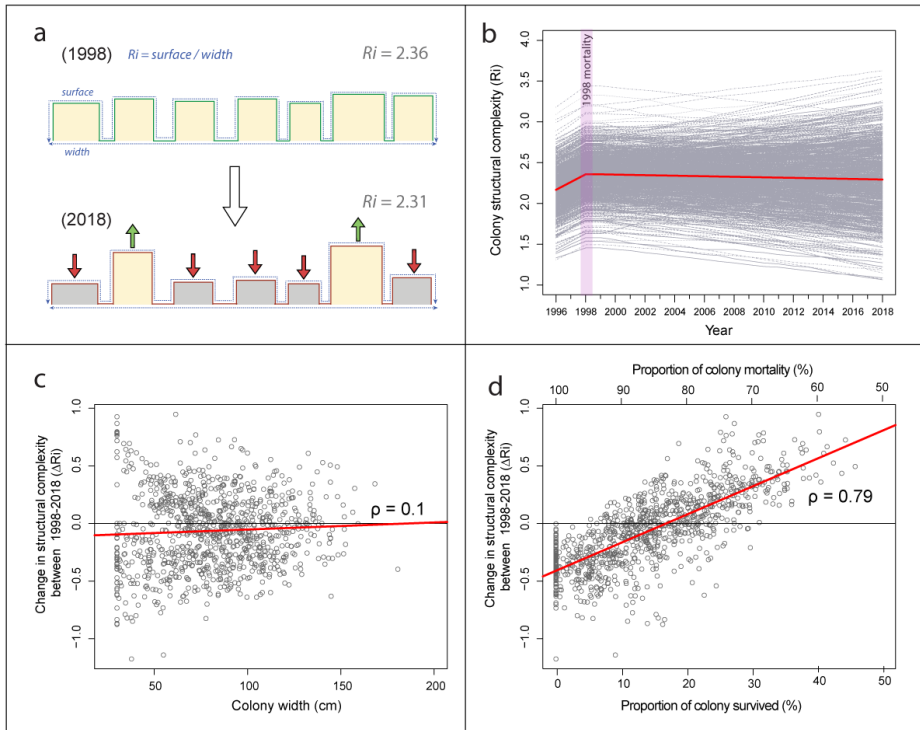 a
(1998)
Ri = surface / width
Ri = 2.36
surface
width
(2018)
Ri = 2.31
b
Colony structural complexity (Ri)
4.0
3.5
3.0
2.5
2.0
1.5
1.0
1998 mortality
1996 1998 2000 2002 2004 2006 2008 2010 2012 2014 2016 2018
Year
c
Change in structural complexity
between 1998-2018 (ΔRi)
1.0
0.5
0.0
−0.5
−1.0
ρ = 0.1
50 100 150 200
Colony width (cm)
d
Proportion of colony mortality (%)
100 90 80 70 60 50
Change in structural complexity
between 1998-2018 (ΔRi)
1.0
0.5
0.0
−0.5
−1.0
ρ = 0.79
0 10 20 30 40 50
Proportion of colony survived (%)